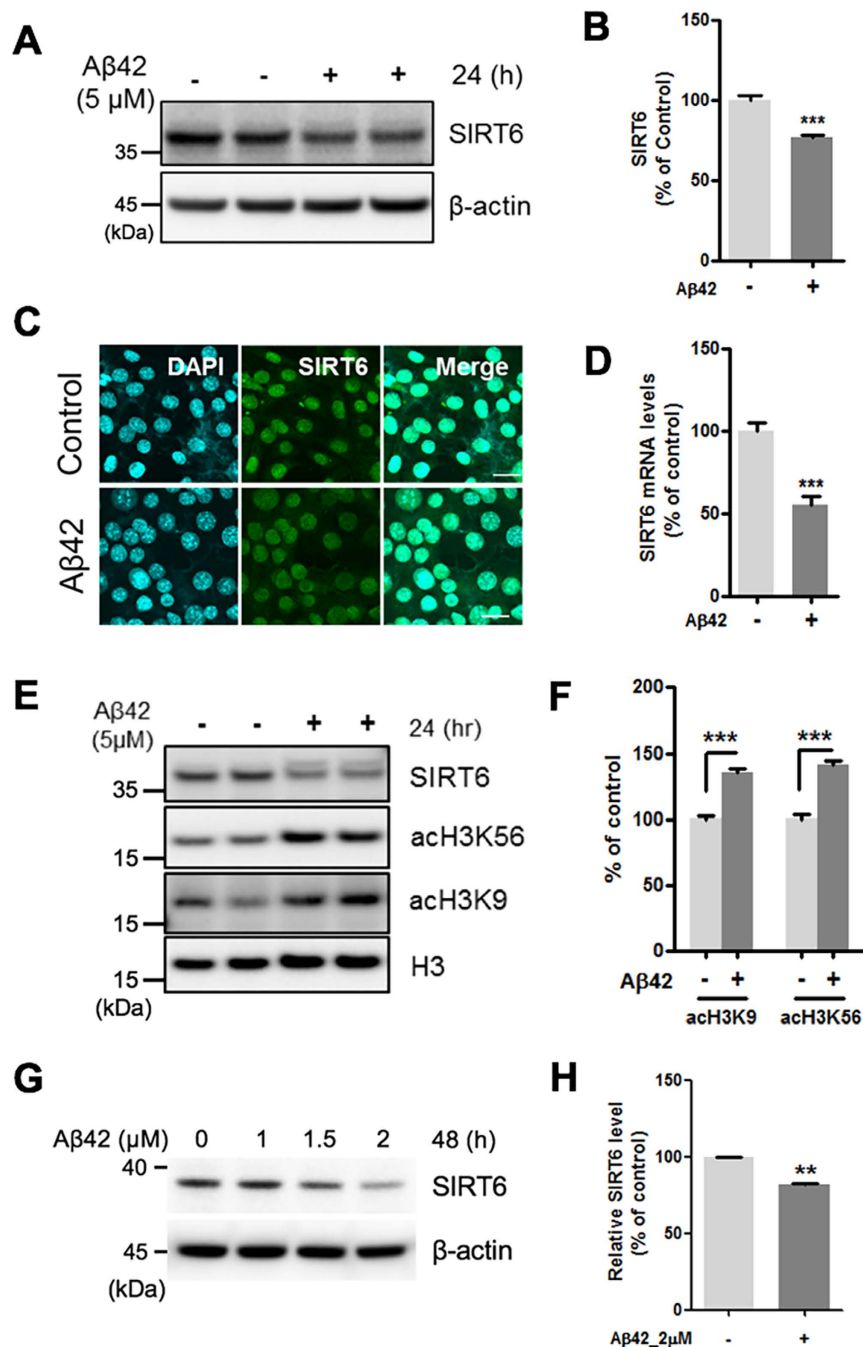 A
Aβ42
(5 µM)
- - + + 24 (h)
SIRT6
35
β-actin
45
(kDa)
B
SIRT6
(% of Control)
150
100
50
0
***
Aβ42 - +
C
Control
DAPI SIRT6 Merge
Aβ42
D
SIRT6 mRNA levels
(% of control)
150
100
50
0
***
Aβ42 - +
E
Aβ42
(5µM)
- - + + 24 (hr)
SIRT6
35
acH3K56
15
acH3K9
15
H3
15
(kDa)
F
% of control
200
150
100
50
0
*** ***
Aβ42 - + - +
acH3K9 acH3K56
G
Aβ42 (µM) 0 1 1.5 2 48 (h)
40
SIRT6
45
β-actin
(kDa)
H
Relative SIRT6 level
(% of control)
150
100
50
0
**
Aβ42_2µM - +